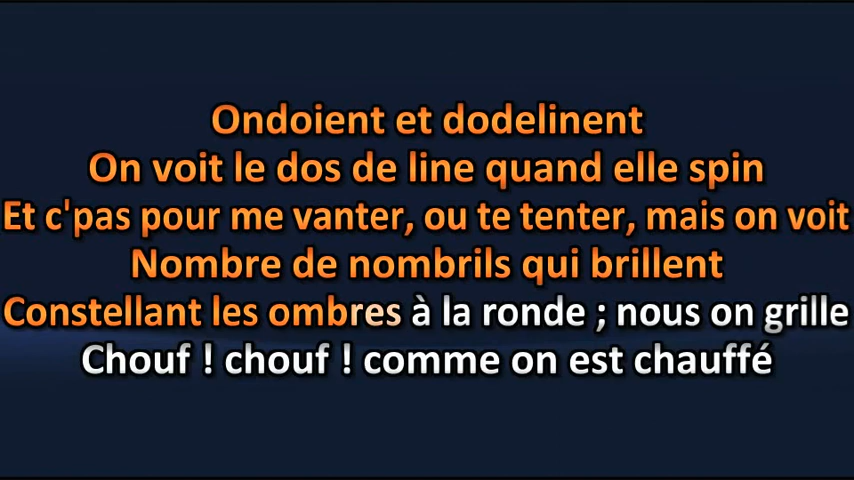 Ondoient et dodelinent
On voit le dos de line quand elle spin
Et c'pas pour me vanter, ou te tenter, mais on voit
Nombre de nombrils qui brillent
Constellant les ombres à la ronde ; nous on grille
Chouf ! chouf ! comme on est chauffé